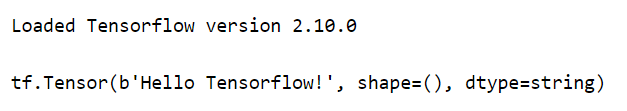 Loaded Tensorflow version 2.10.0
tf.Tensor(b'Hello Tensorflow!', shape=(), dtype=string)